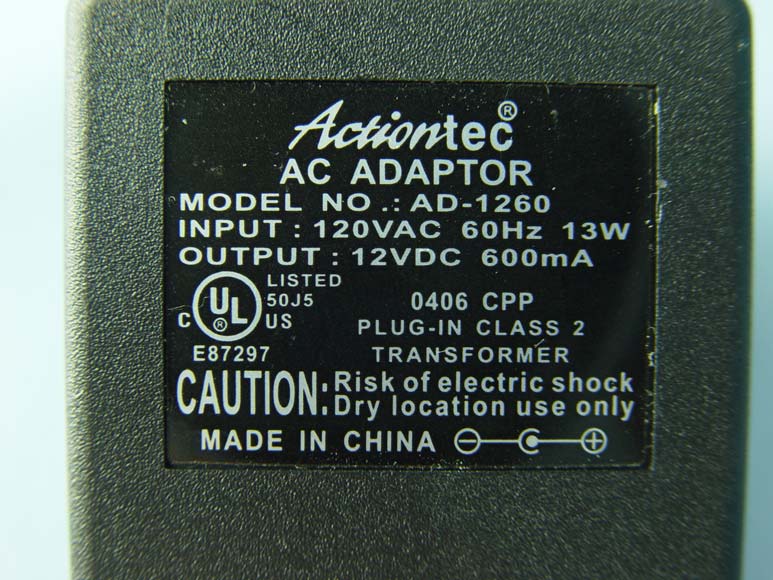 Actiontec®
AC ADAPTOR
MODEL NO.: AD-1260
INPUT : 120VAC 60Hz 13W
OUTPUT : 12VDC 600mA
C UL ® US
LISTED
50J5
E87297
0406 CPP
PLUG-IN CLASS 2
TRANSFORMER
CAUTION: Risk of electric shock
Dry location use only
MADE IN CHINA